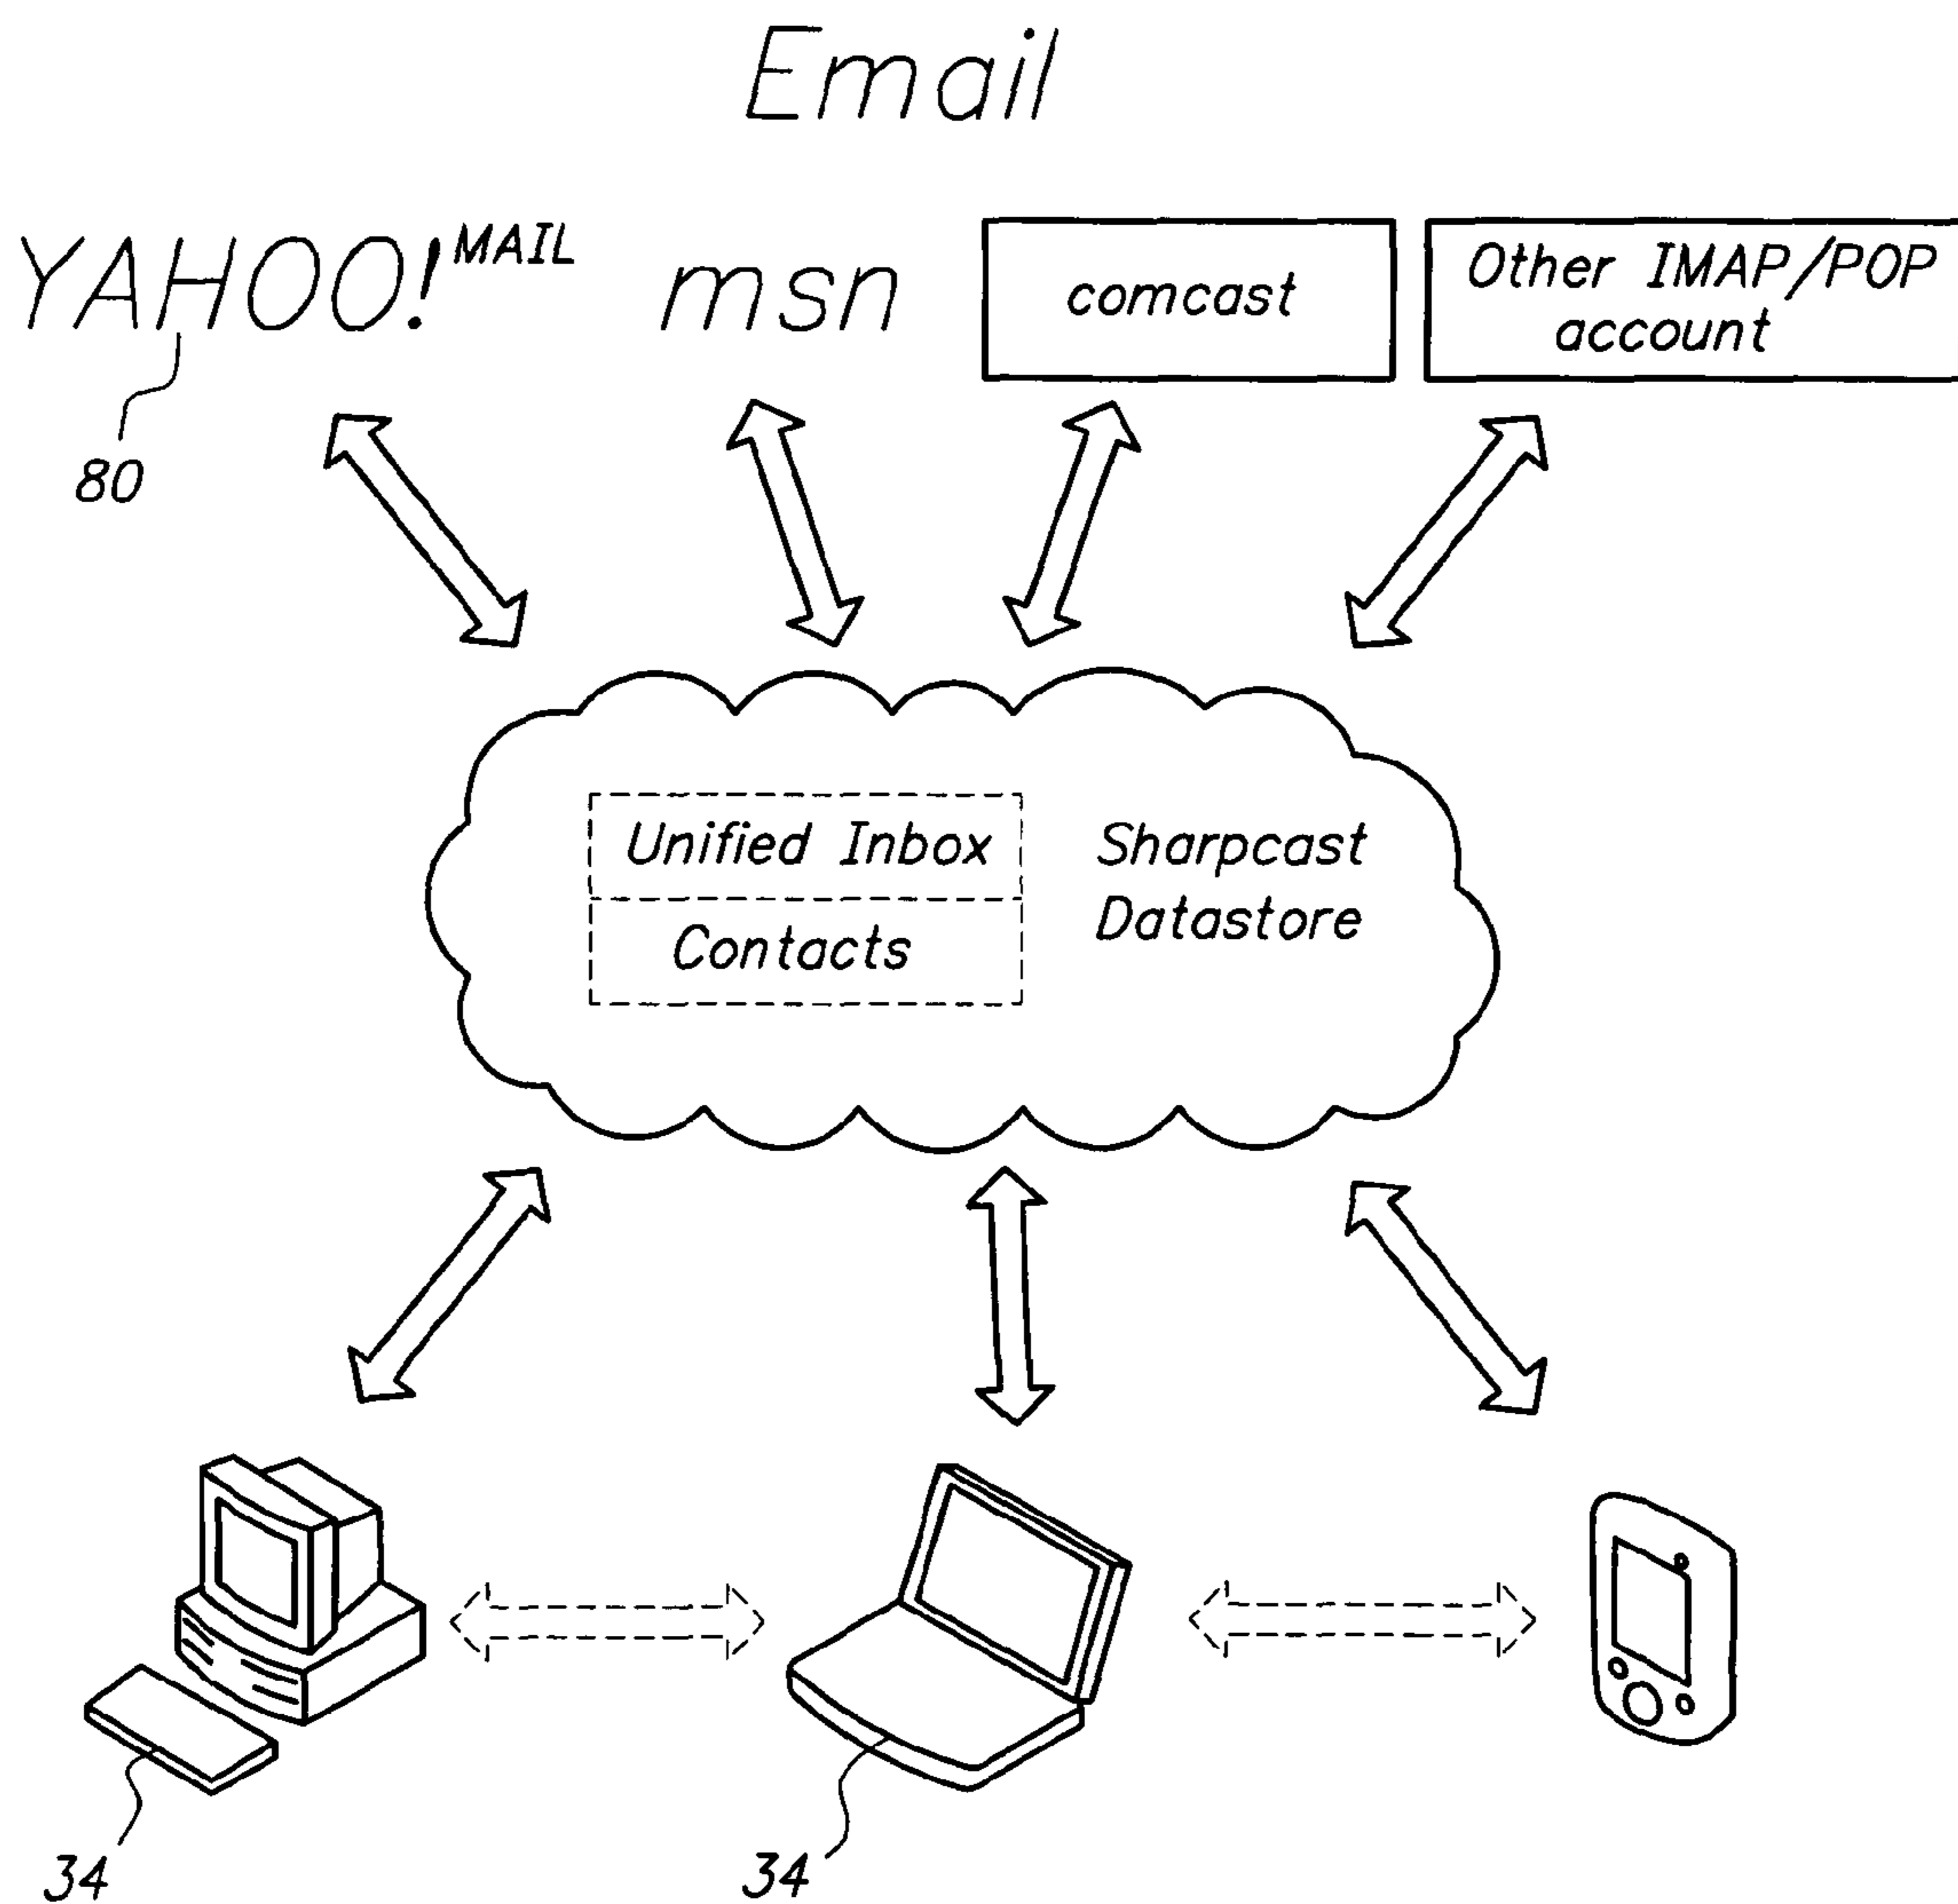 Email
YAHOO! MAIL
msn
comcast
Other IMAP/POP
account
80
Unified Inbox
Contacts
Sharpcast
Datastore
34
34